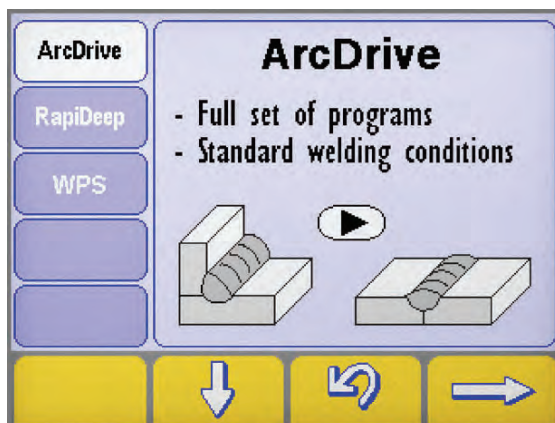 ArcDrive
RapiDeep
WPS
ArcDrive
- Full set of programs
- Standard welding conditions